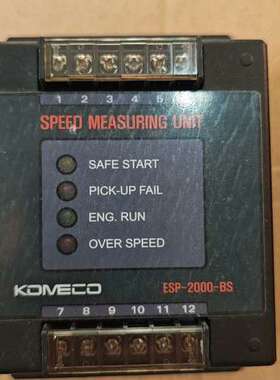 1 2 3 4 5 6
SPEED MEASURING UNIT
SAFE START
PICK-UP FAIL
ENG. RUN
OVER SPEED
KOMECO ESP-2000-BS
7 8 9 10 11 12